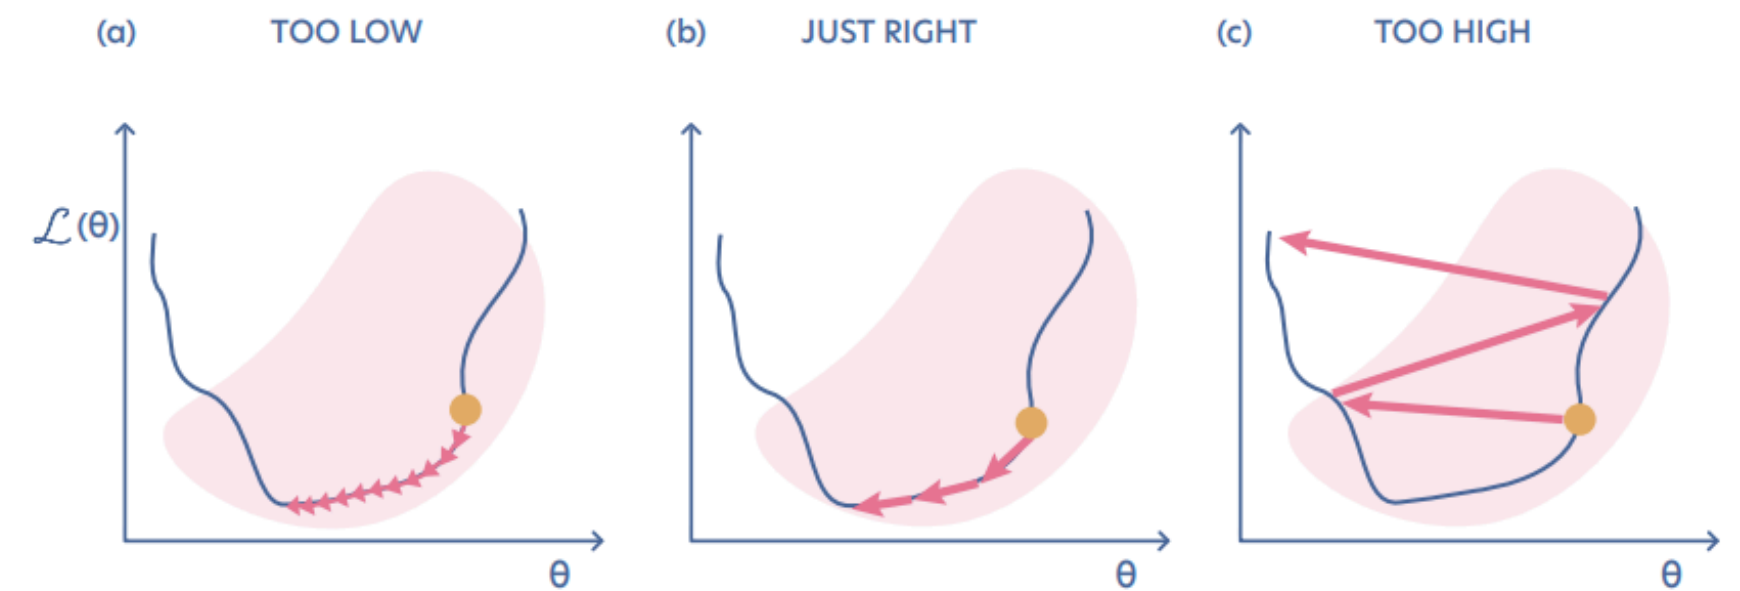 (a) TOO LOW
(b) JUST RIGHT
(c) TOO HIGH
ℒ(θ)
θ
θ
θ